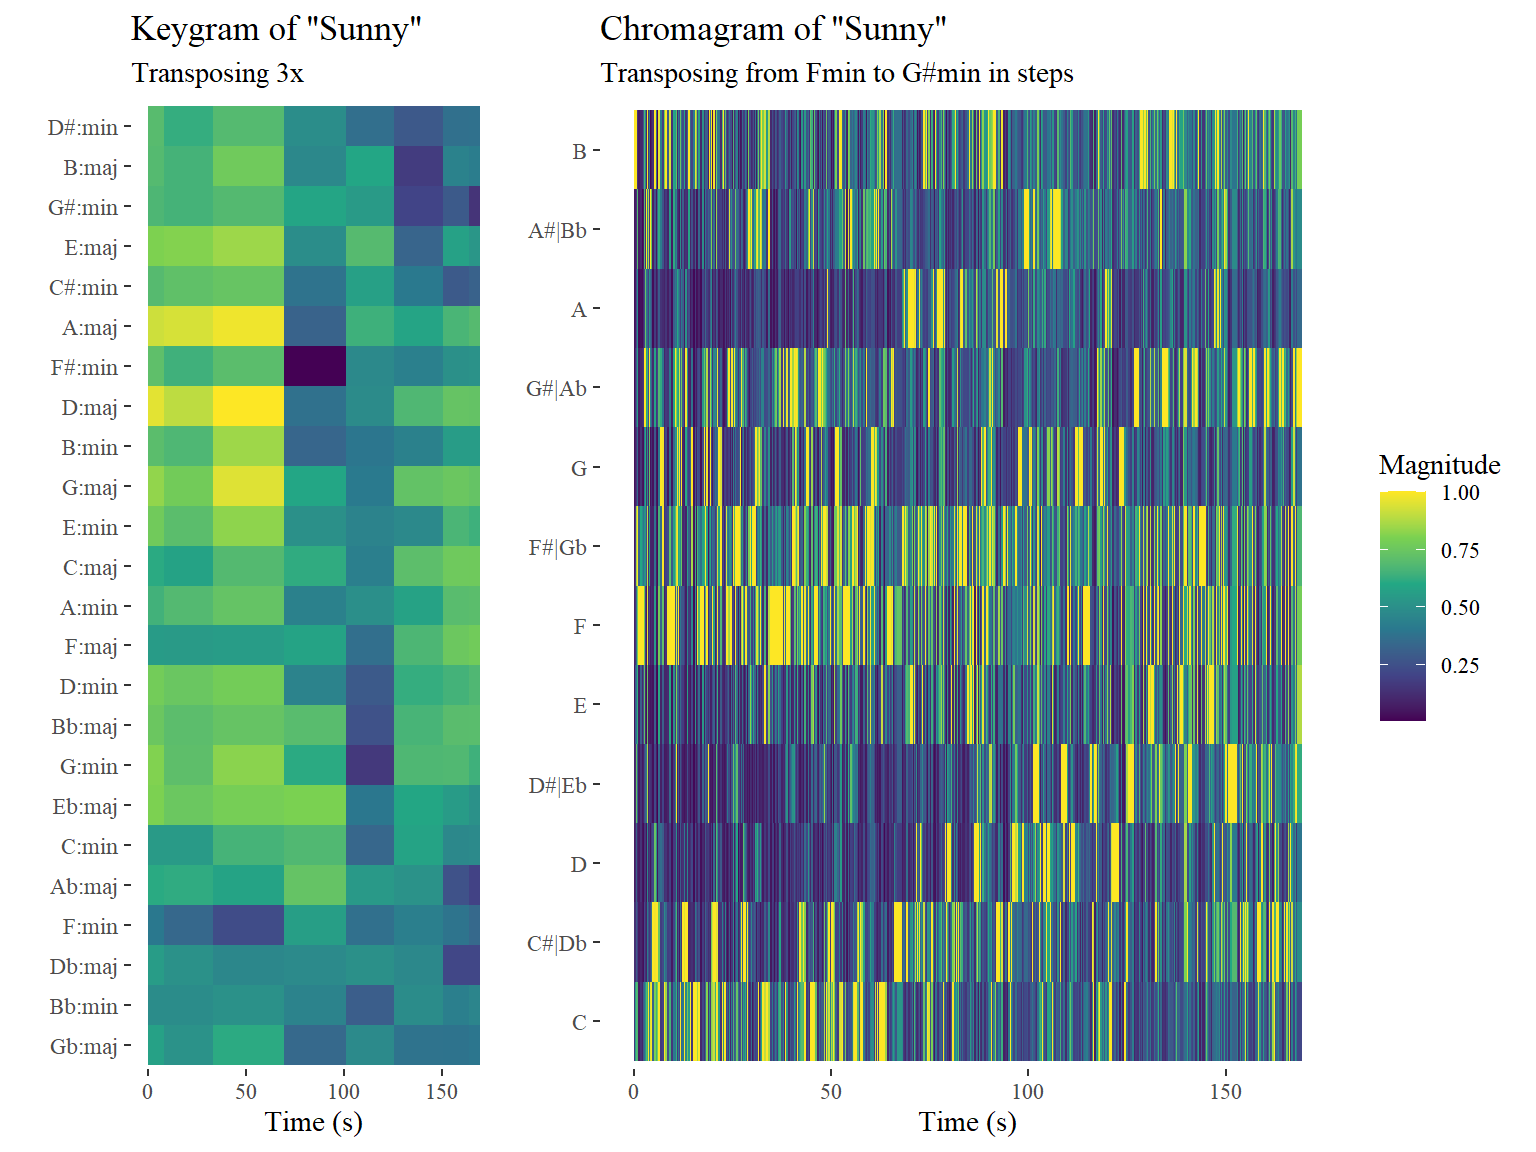 Keygram of "Sunny"
Transposing 3x
D#:min
B:maj
G#:min
E:maj
C#:min
A:maj
F#:min
D:maj
B:min
G:maj
E:min
C:maj
A:min
F:maj
D:min
Bb:maj
G:min
Eb:maj
C:min
Ab:maj
F:min
Db:maj
Bb:min
Gb:maj
0 50 100 150
Time (s)
Chromagram of "Sunny"
Transposing from Fmin to G#min in steps
B
A#|Bb
A
G#|Ab
G
F#|Gb
F
E
D#|Eb
D
C#|Db
C
0 50 100 150
Time (s)
Magnitude
1.00
0.75
0.50
0.25